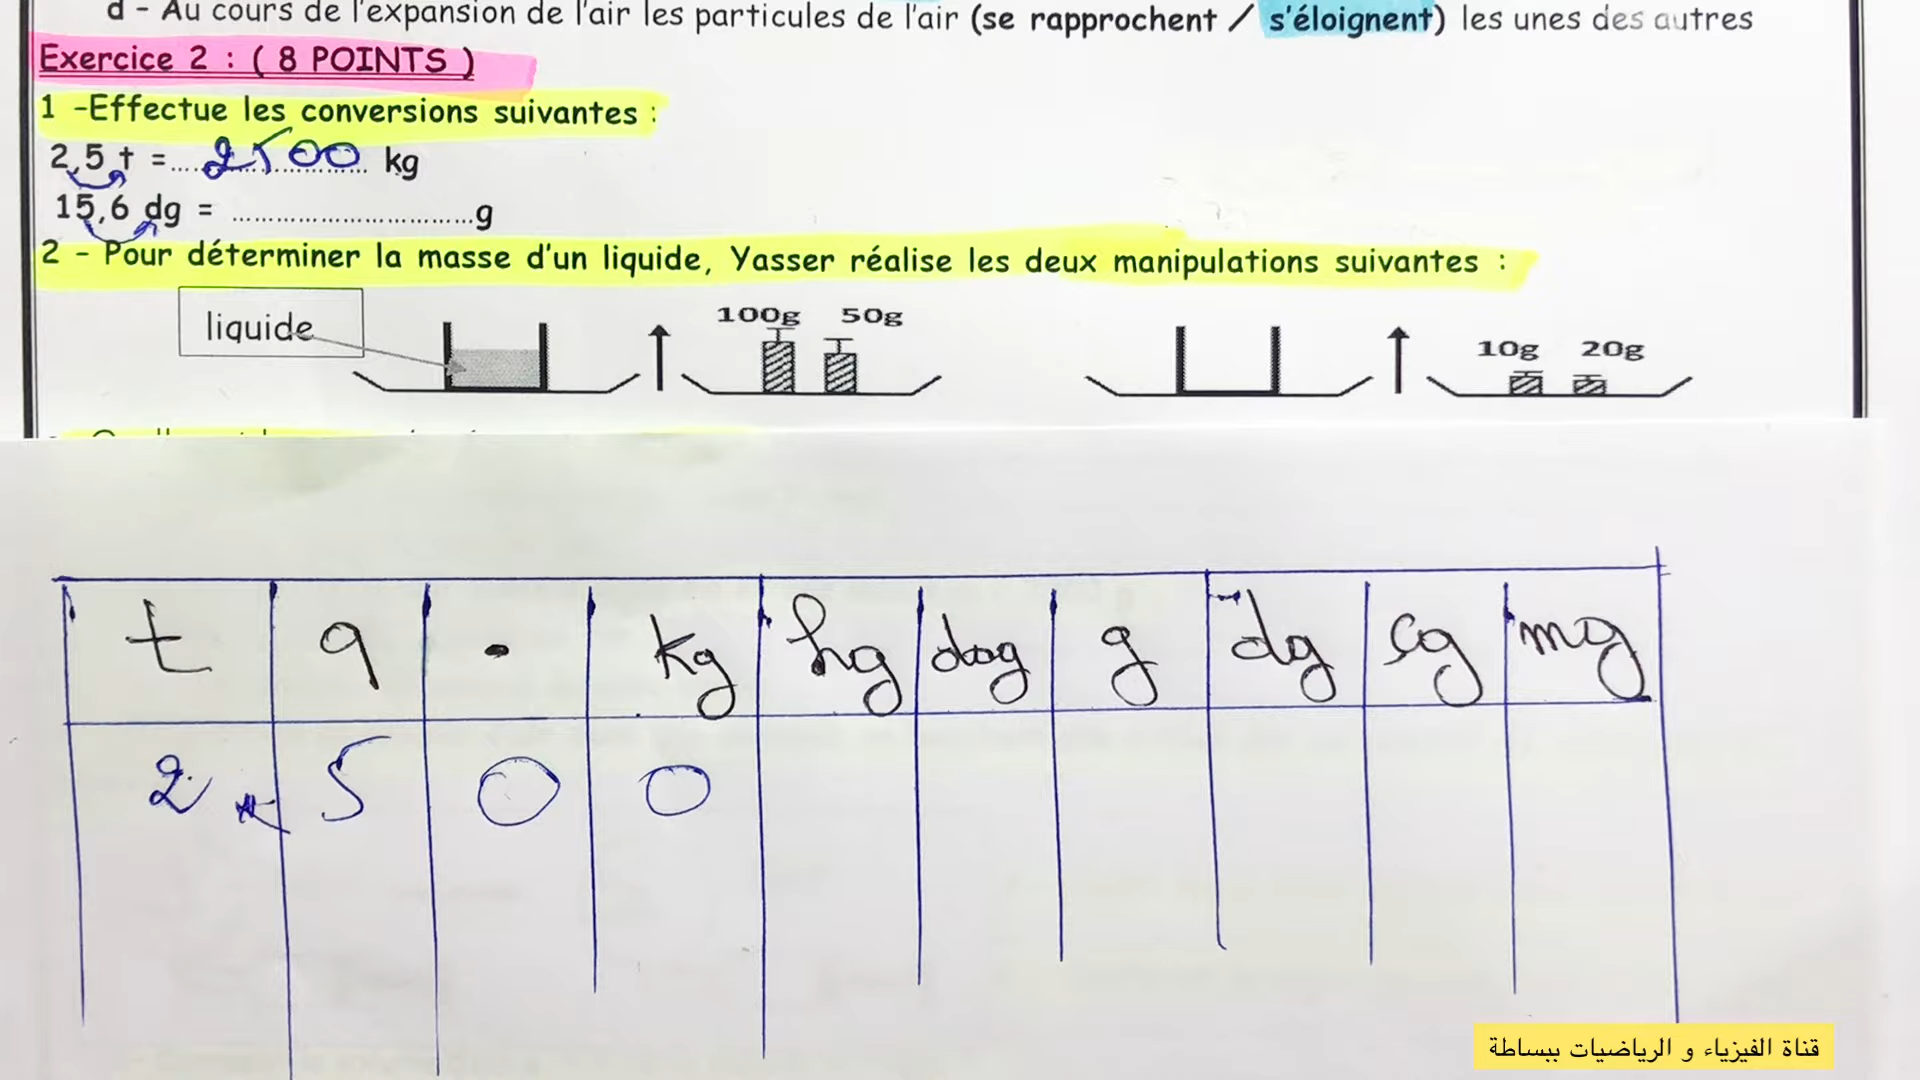 d - Au cours de l'expansion de l'air les particules de l'air (se rapprochent / s'éloignent) les unes des autres
Exercice 2 : ( 8 POINTS )
1 -Effectue les conversions suivantes :
2,5 t =....2500.... kg
15,6 dg = ..............................g
2 - Pour déterminer la masse d'un liquide, Yasser réalise les deux manipulations suivantes :
liquide
100g 50g
10g 20g
t q . kg hg dag g dg cg mg
2 5 0 0
قناة الفيزياء و الرياضيات ببساطة